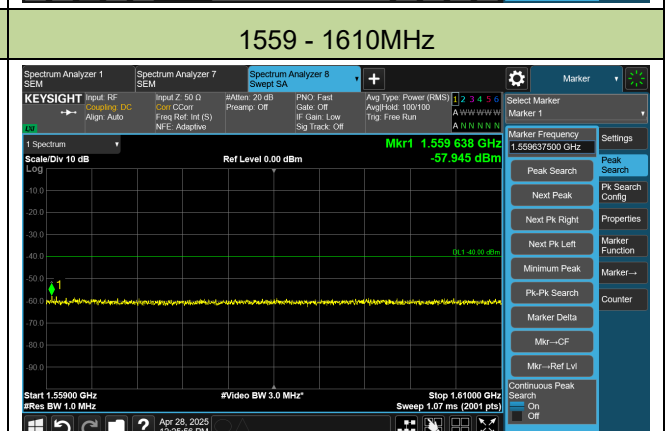 1559 - 1610MHz
Spectrum Analyzer 1
SEM
Spectrum Analyzer 7
SEM
Spectrum Analyzer 8
Swept SA
Marker
KEYSIGHT
Input: RF
Coupling: DC
Align: Auto
Input Z: 50 Ω
Corr CCorr
Freq Ref: Int (S)
NFE: Adaptive
#Atten: 20 dB
Preamp: Off
PNO: Fast
Gate: Off
IF Gain: Low
Sig Track: Off
Avg Type: Power (RMS)
Avg|Hold: 100/100
Trig: Free Run
1 2 3 4 5 6
A W W W W W
A N N N N N
LXI
Select Marker
Marker 1
1 Spectrum
Mkr1 1.559 638 GHz
Scale/Div 10 dB
Ref Level 0.00 dBm
-57.945 dBm
Log
-10.0
-20.0
-30.0
-40.0
-50.0
-60.0
-70.0
-80.0
-90.0
DL1 -40.00 dBm
1
Start 1.55900 GHz
#Video BW 3.0 MHz*
Stop 1.61000 GHz
#Res BW 1.0 MHz
Sweep 1.07 ms (2001 pts)
Marker Frequency
1.559637500 GHz
Peak Search
Next Peak
Next Pk Right
Next Pk Left
Minimum Peak
Pk-Pk Search
Marker Delta
Mkr→CF
Mkr→Ref Lvl
Continuous Peak
Search
On
Off
Settings
Peak
Search
Pk Search
Config
Properties
Marker
Function
Marker→
Counter
?
Apr 28, 2025